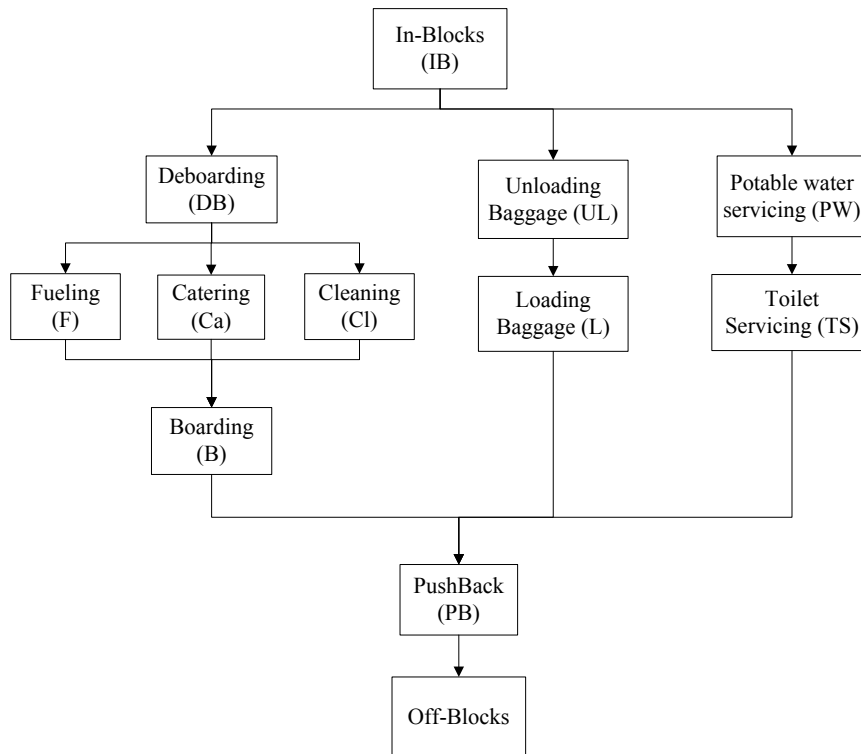 In-Blocks
(IB)
Deboarding
(DB)
Unloading
Baggage (UL)
Potable water
servicing (PW)
Fueling
(F)
Catering
(Ca)
Cleaning
(Cl)
Loading
Baggage (L)
Toilet
Servicing (TS)
Boarding
(B)
PushBack
(PB)
Off-Blocks